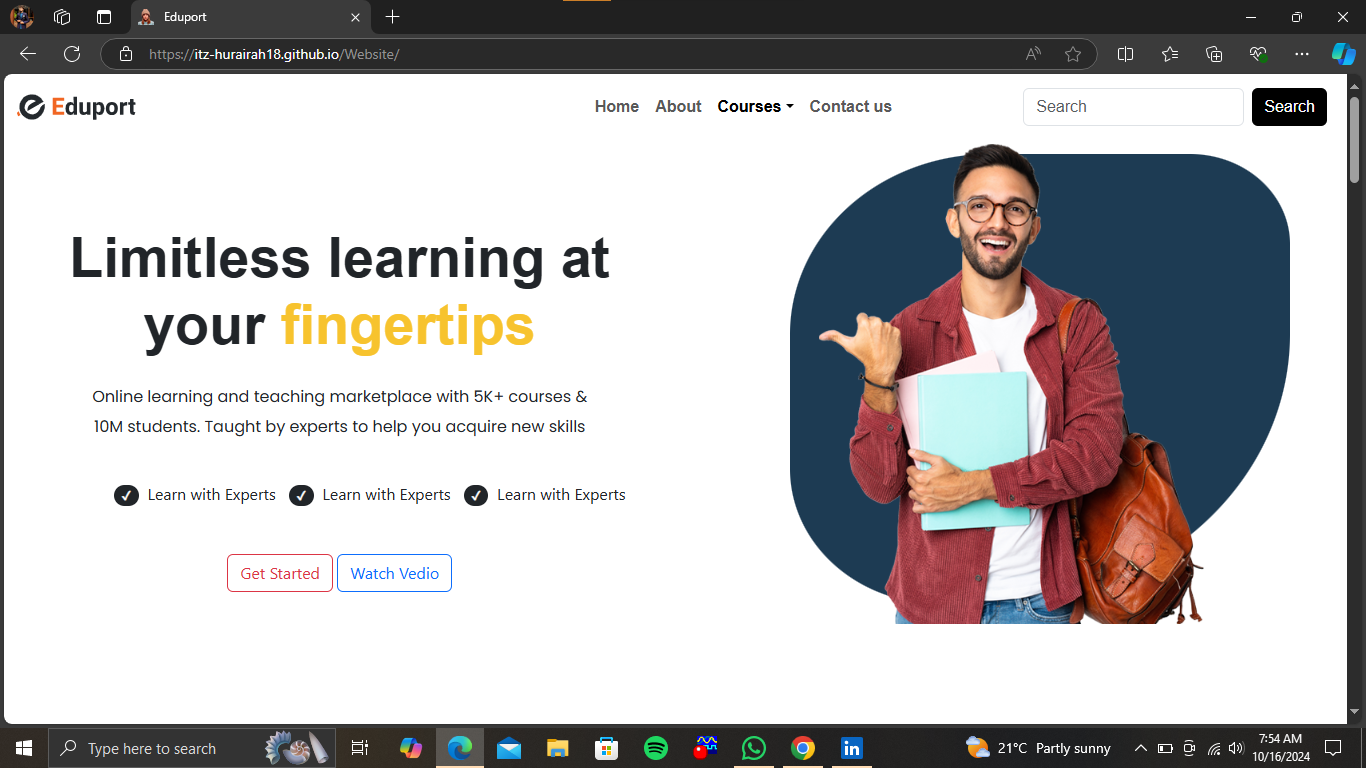 Eduport
https://itz-hurairah18.github.io/Website/
Eduport
Home About Courses Contact us
Search
Search
Limitless learning at
your fingertips
Online learning and teaching marketplace with 5K+ courses &
10M students. Taught by experts to help you acquire new skills
Learn with Experts Learn with Experts Learn with Experts
Get Started Watch Vedio
Type here to search
21°C Partly sunny
7:54 AM
10/16/2024